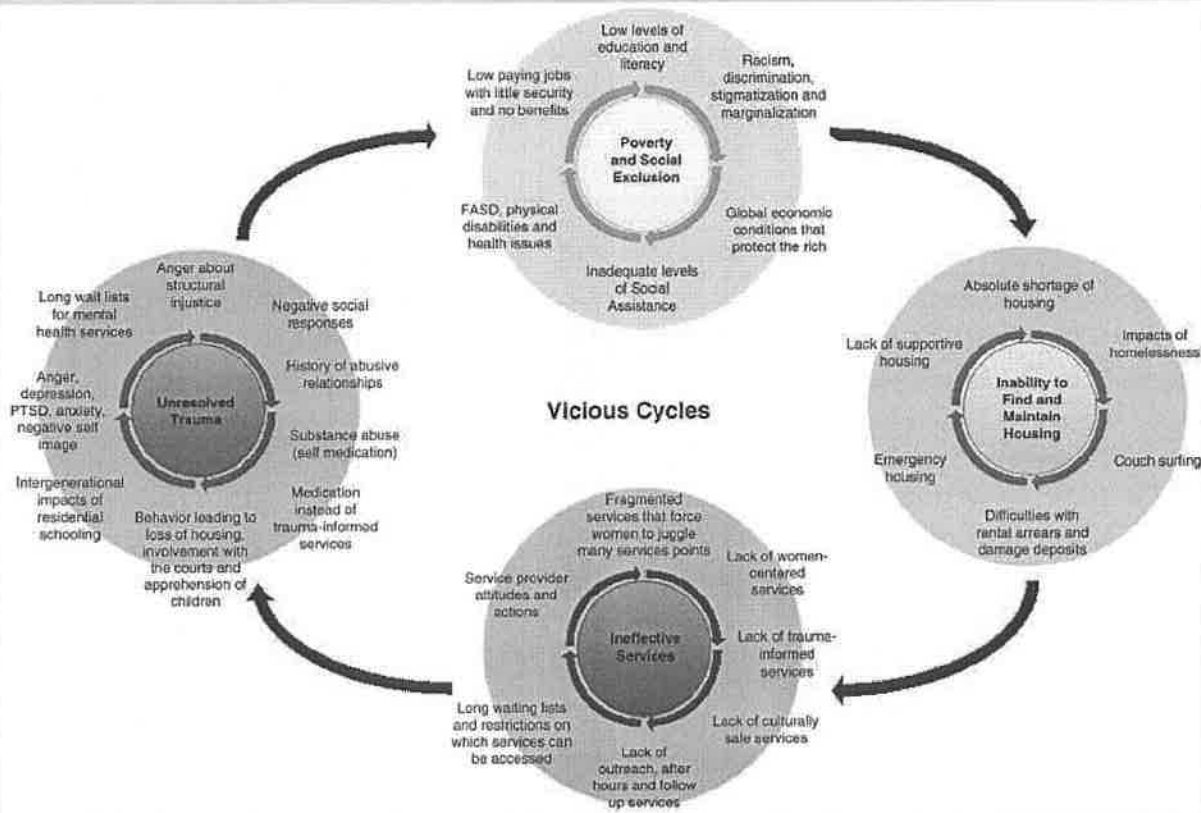 Low levels of
education and
literacy
Racism,
discrimination,
stigmatization and
marginalization
Global economic
conditions that
protect the rich
Inadequate levels
of Social
Assistance
FASD, physical
disabilities and
health issues
Low paying jobs
with little security
and no benefits
Poverty
and Social
Exclusion
Absolute shortage of
housing
Impacts of
homelessness
Couch surfing
Difficulties with
rental arrears and
damage deposits
Emergency
housing
Lack of supportive
housing
Inability to
Find and
Maintain
Housing
Vicious Cycles
Fragmented
services that force
women to juggle
many services points
Lack of women-
centered
services
Lack of trauma-
informed
services
Lack of culturally
safe services
Lack of
outreach, after
hours and follow
up services
Long waiting lists
and restrictions on
which services can
be accessed
Service provider
attitudes and
actions
Ineffective
Services
Anger about
structural
injustice
Negative social
responses
History of abusive
relationships
Substance abuse
(self medication)
Medication
instead of
trauma-informed
services
Behavior leading to
loss of housing,
involvement with
the courts and
apprehension of
children
Intergenerational
impacts of
residential
schooling
Anger,
depression,
PTSD, anxiety,
negative self
image
Long wait lists
for mental
health services
Unresolved
Trauma